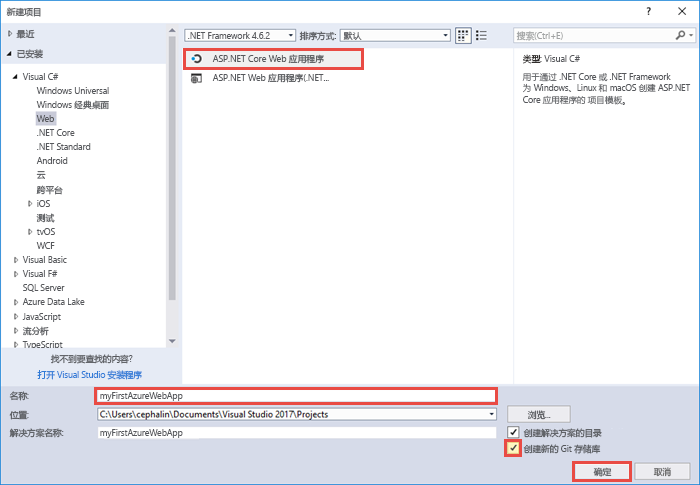 新建项目
?
最近
.NET Framework 4.6.2
排序方式:
默认
搜索(Ctrl+E)
已安装
Visual C#
Windows Universal
Windows 经典桌面
Web
.NET Core
.NET Standard
Android
云
跨平台
iOS
测试
tvOS
WCF
Visual Basic
Visual F#
SQL Server
Azure Data Lake
JavaScript
流分析
TypeScript
找不到要查找的内容?
打开 Visual Studio 安装程序
ASP.NET Core Web 应用程序
ASP.NET Web 应用程序(.NET...
类型: Visual C#
用于通过 .NET Core 或 .NET Framework
为 Windows、Linux 和 macOS 创建 ASP.NET
Core 应用程序的 项目模板。
名称:
myFirstAzureWebApp
位置:
C:\Users\cephalin\Documents\Visual Studio 2017\Projects
浏览...
解决方案名称:
myFirstAzureWebApp
创建解决方案的目录
创建新的 Git 存储库
确定
取消